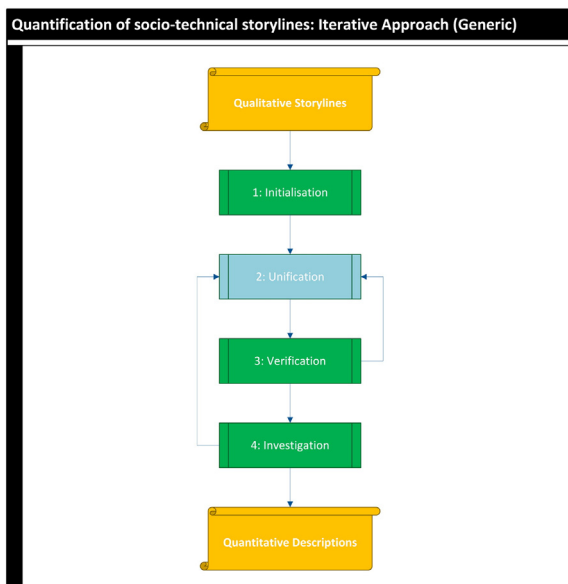 Quantification of socio-technical storylines: Iterative Approach (Generic)
Qualitative Storylines
1: Initialisation
2: Unification
3: Verification
4: Investigation
Quantitative Descriptions